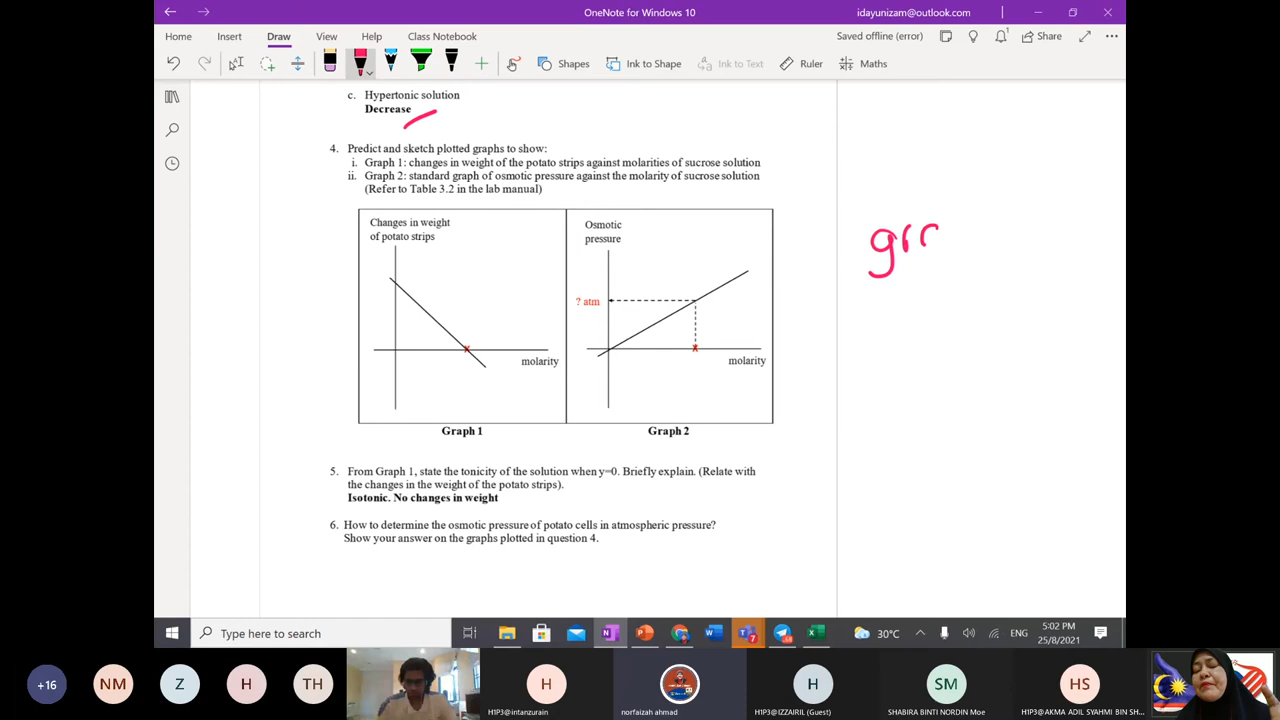 OneNote for Windows 10
idayunizam@outlook.com
Home
Insert
Draw
View
Help
Class Notebook
Saved offline (error)
Share
Shapes
Ink to Shape
Ink to Text
Ruler
Maths
c. Hypertonic solution
Decrease
4. Predict and sketch plotted graphs to show:
i. Graph 1: changes in weight of the potato strips against molarities of sucrose solution
ii. Graph 2: standard graph of osmotic pressure against the molarity of sucrose solution
(Refer to Table 3.2 in the lab manual)
Changes in weight
of potato strips
x
molarity
Osmotic
pressure
? atm
x
molarity
Graph 1
Graph 2
grr
5. From Graph 1, state the tonicity of the solution when y=0. Briefly explain. (Relate with
the changes in the weight of the potato strips).
Isotonic. No changes in weight
6. How to determine the osmotic pressure of potato cells in atmospheric pressure?
Show your answer on the graphs plotted in question 4.
Type here to search
7
30°C
ENG
5:02 PM
25/8/2021
+16
NM
Z
H
TH
H
H1P3@intanzurain
norfaizah ahmad
H
H1P3@IZZAIRIL (Guest)
SM
SHABIRA BINTI NORDIN Moe
HS
H1P3@AKMA ADIL SYAHMI BIN SH...